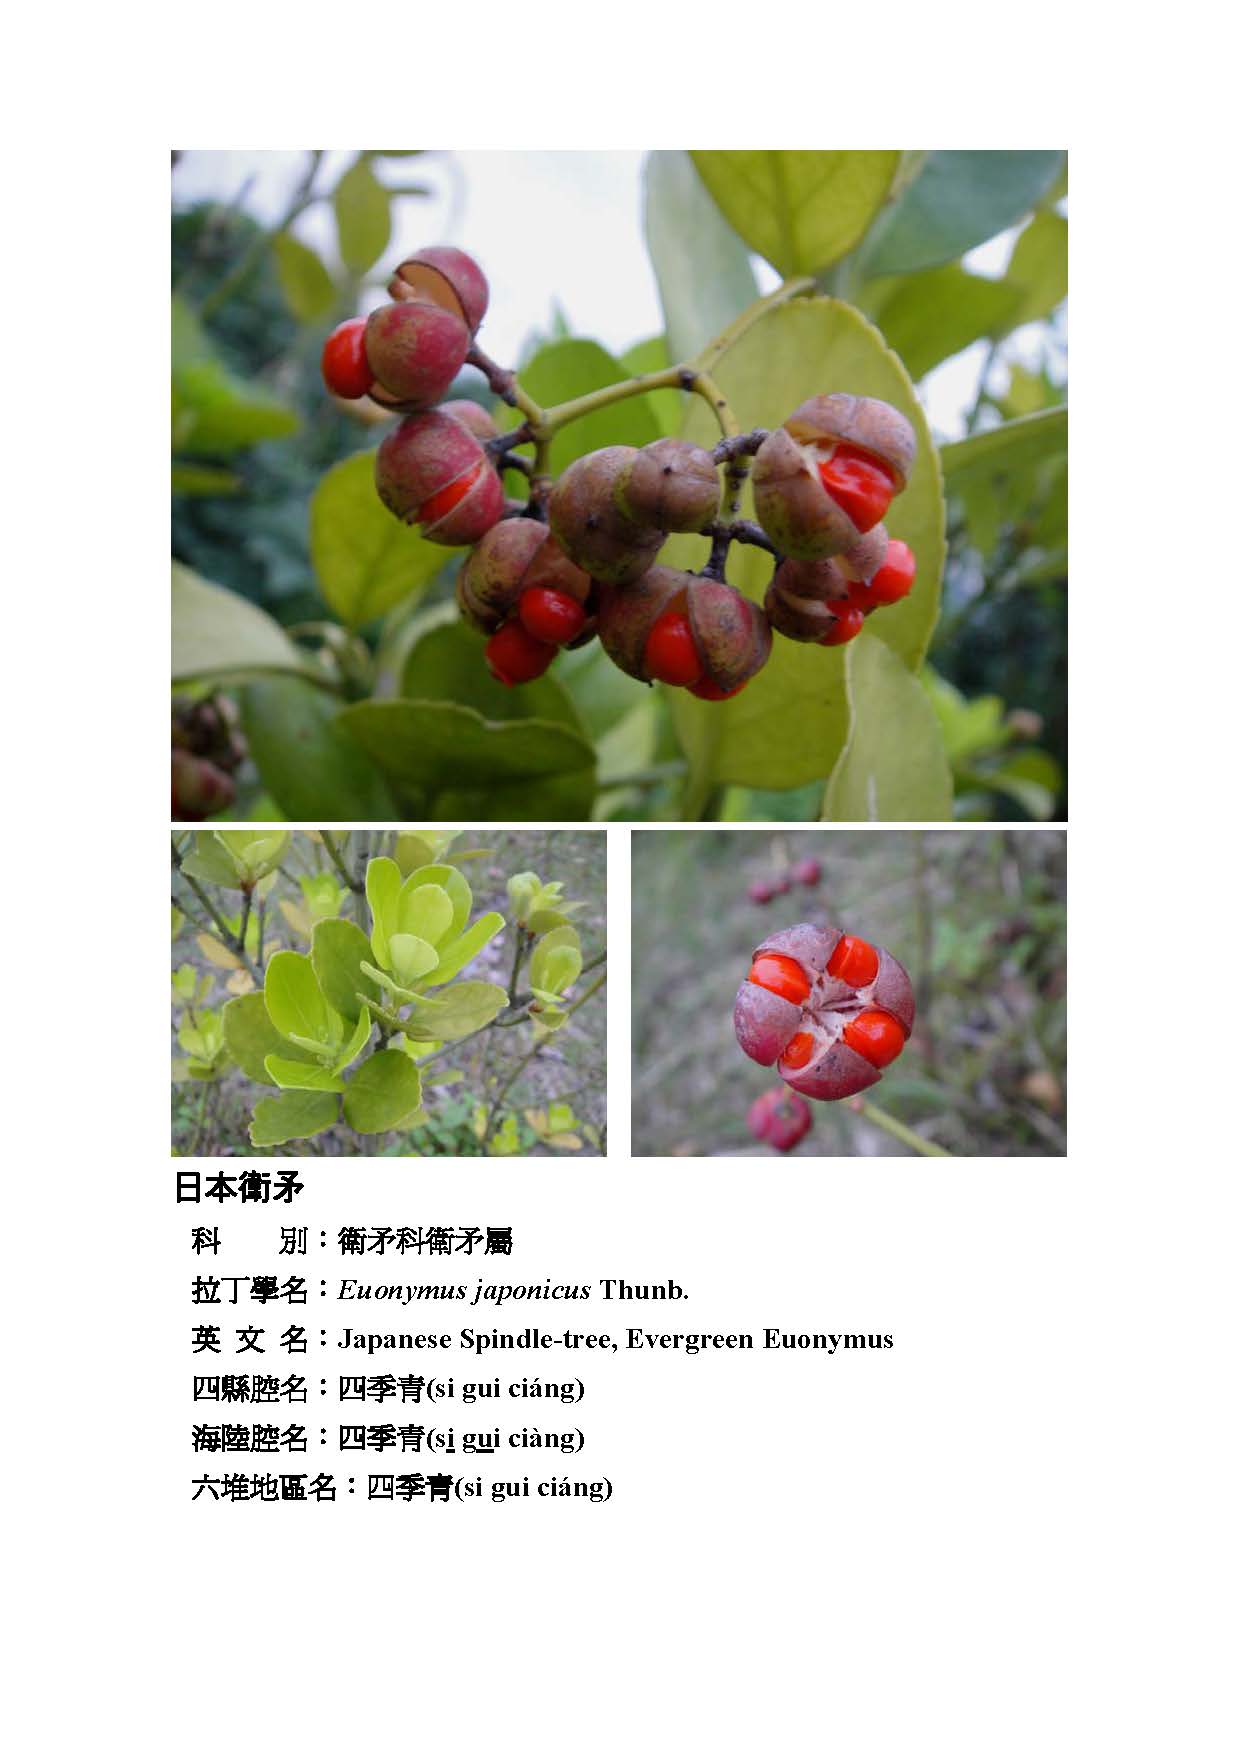 日本衛矛
科　　別：衛矛科衛矛屬
拉丁學名：Euonymus japonicus Thunb.
英 文 名：Japanese Spindle-tree, Evergreen Euonymus
四縣腔名：四季青(si gui ciáng)
海陸腔名：四季青(si gui ciàng)
六堆地區名：四季青(si gui ciáng)